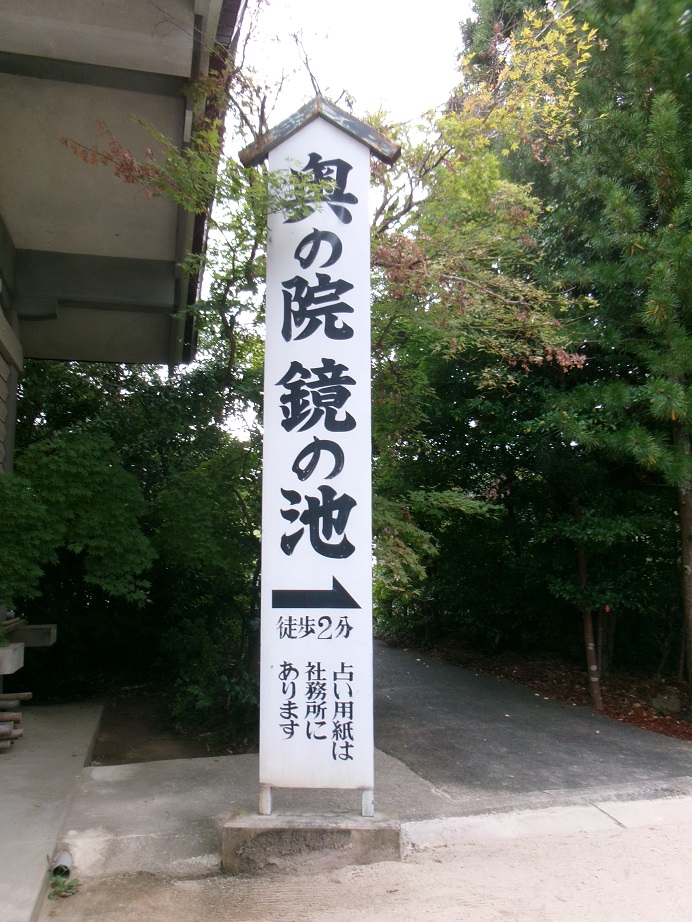 奥の院 鏡の池
徒歩2分
占い用紙は
社務所に
あります